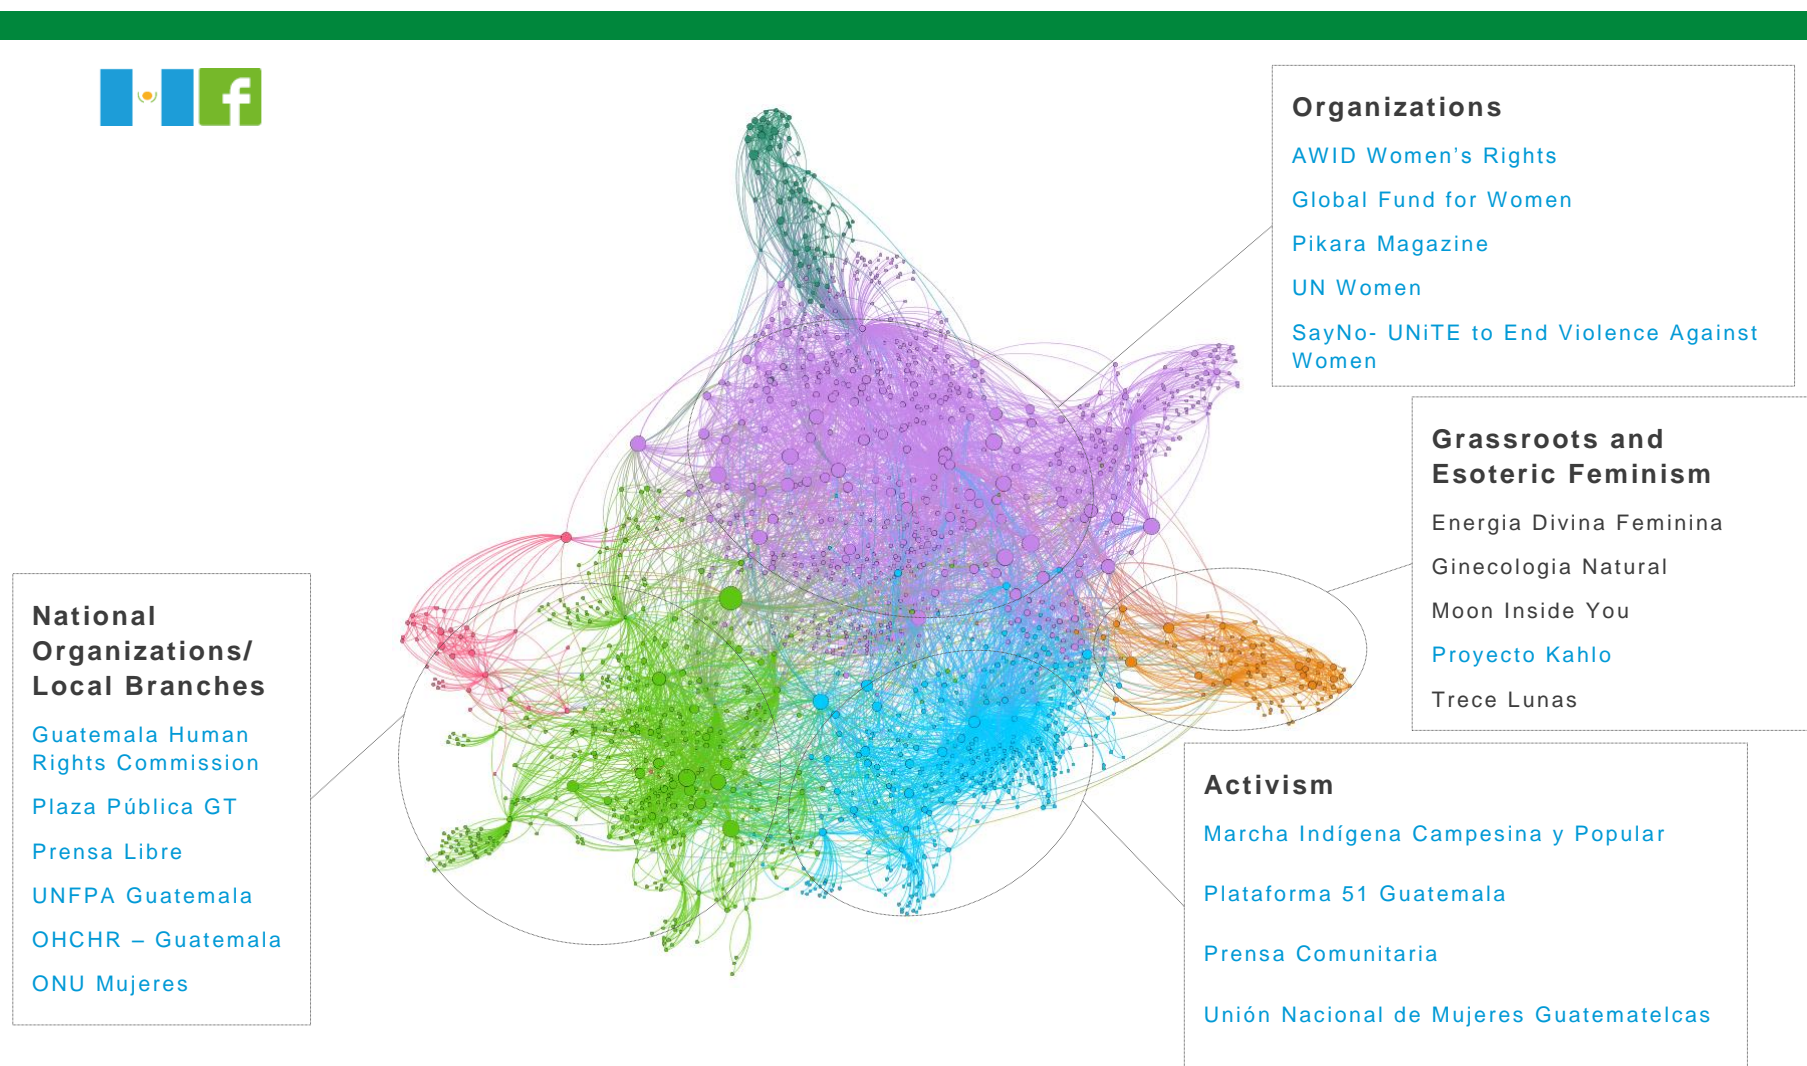 f
Organizations
AWID Women's Rights
Global Fund for Women
Pikara Magazine
UN Women
SayNo- UNiTE to End Violence Against
Women
Grassroots and
Esoteric Feminism
Energia Divina Feminina
Ginecologia Natural
Moon Inside You
Proyecto Kahlo
Trece Lunas
National
Organizations/
Local Branches
Guatemala Human
Rights Commission
Plaza Pública GT
Prensa Libre
UNFPA Guatemala
OHCHR – Guatemala
ONU Mujeres
Activism
Marcha Indígena Campesina y Popular
Plataforma 51 Guatemala
Prensa Comunitaria
Unión Nacional de Mujeres Guatematelcas